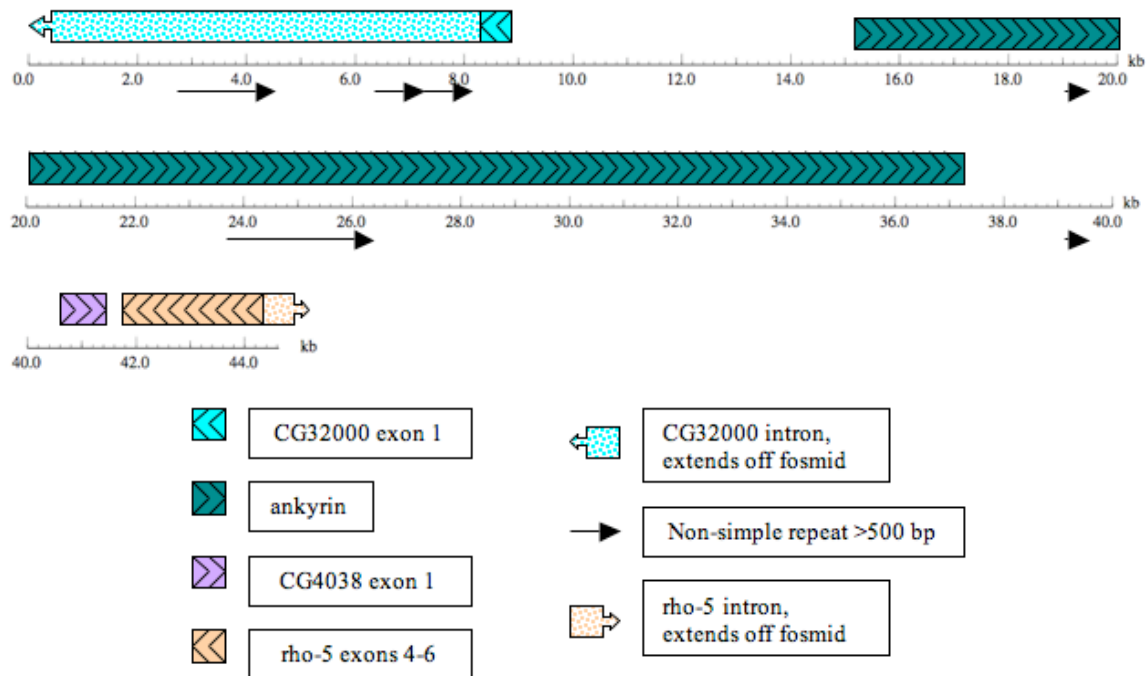 0.0 2.0 4.0 6.0 8.0 10.0 12.0 14.0 16.0 18.0 20.0 kb
20.0 22.0 24.0 26.0 28.0 30.0 32.0 34.0 36.0 38.0 40.0 kb
40.0 42.0 44.0 kb
CG32000 exon 1
CG32000 intron,
extends off fosmid
ankyrin
Non-simple repeat >500 bp
CG4038 exon 1
rho-5 intron,
extends off fosmid
rho-5 exons 4-6